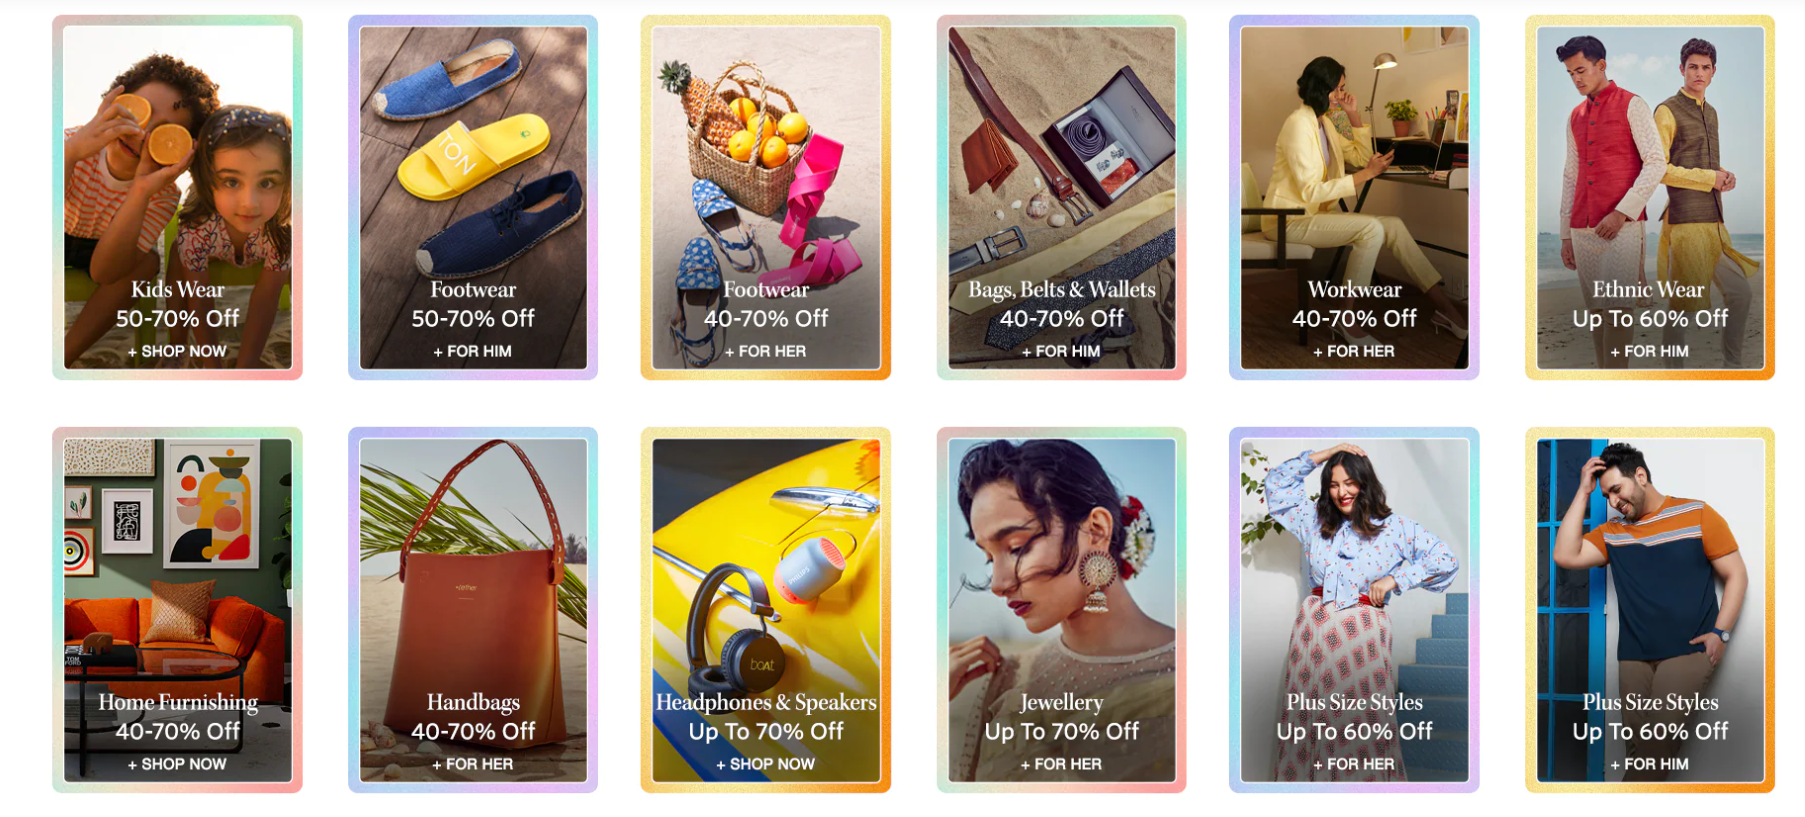 Kids Wear
50-70% Off
+ SHOP NOW
TON
Footwear
50-70% Off
+ FOR HIM
Footwear
40-70% Off
+ FOR HER
Bags, Belts & Wallets
40-70% Off
+ FOR HIM
Workwear
40-70% Off
+ FOR HER
Ethnic Wear
Up To 60% Off
+ FOR HIM
TOM
FORD
Home Furnishing
40-70% Off
+ SHOP NOW
Handbags
40-70% Off
+ FOR HER
PHILIPS
boAt
Headphones & Speakers
Up To 70% Off
+ SHOP NOW
Jewellery
Up To 70% Off
+ FOR HER
Plus Size Styles
Up To 60% Off
+ FOR HER
Plus Size Styles
Up To 60% Off
+ FOR HIM